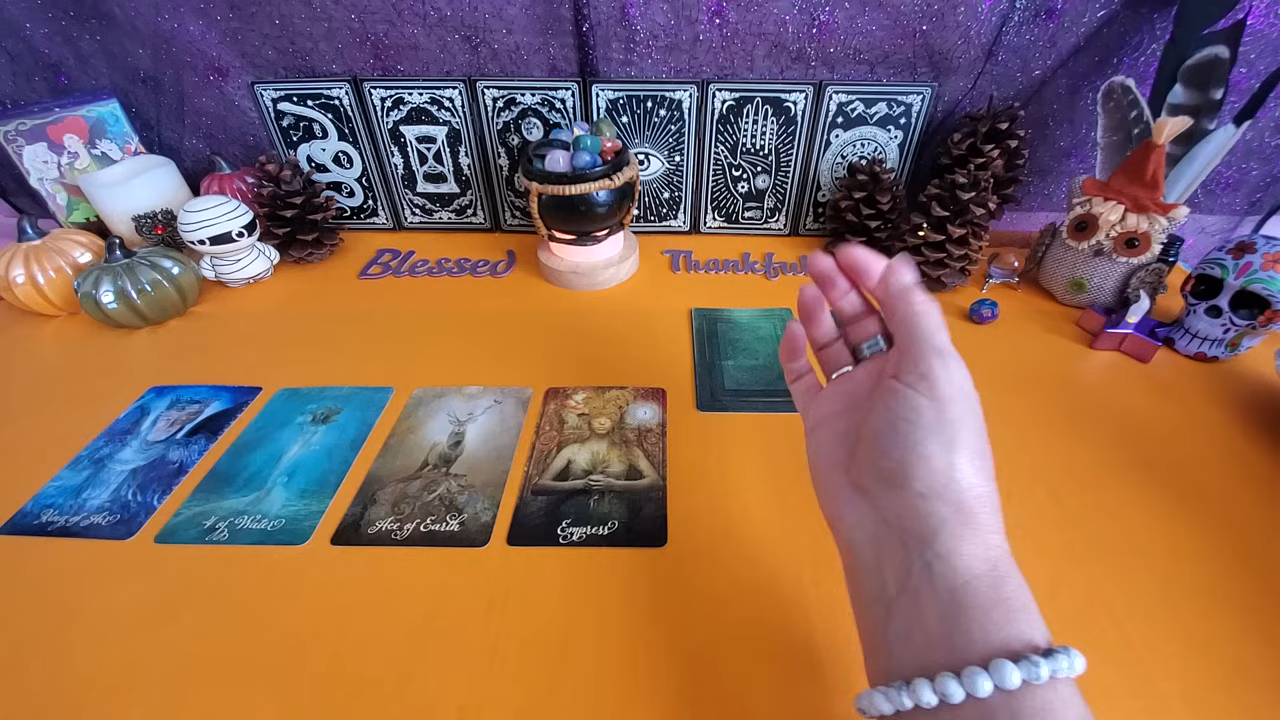 Blessed
Thankful
King of Air
4 of Water
Ace of Earth
Empress